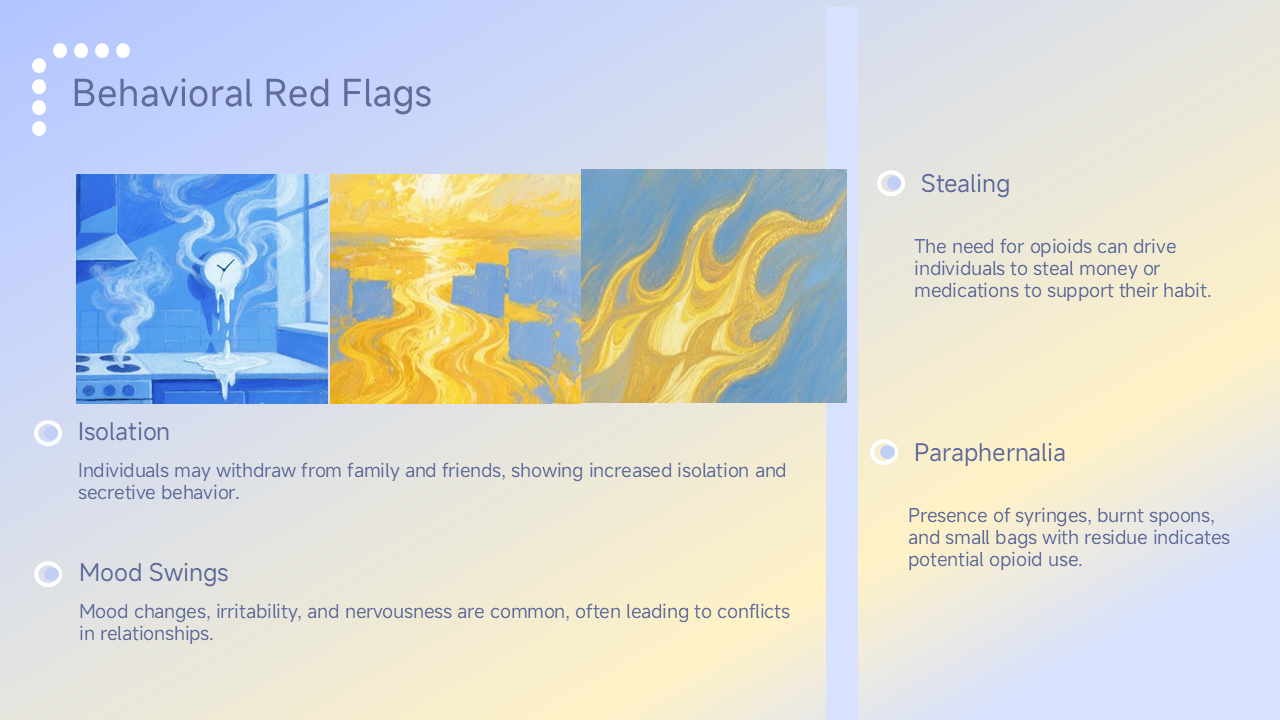 Behavioral Red Flags
Isolation
Individuals may withdraw from family and friends, showing increased isolation and
secretive behavior.
Mood Swings
Mood changes, irritability, and nervousness are common, often leading to conflicts
in relationships.
Stealing
The need for opioids can drive
individuals to steal money or
medications to support their habit.
Paraphernalia
Presence of syringes, burnt spoons,
and small bags with residue indicates
potential opioid use.